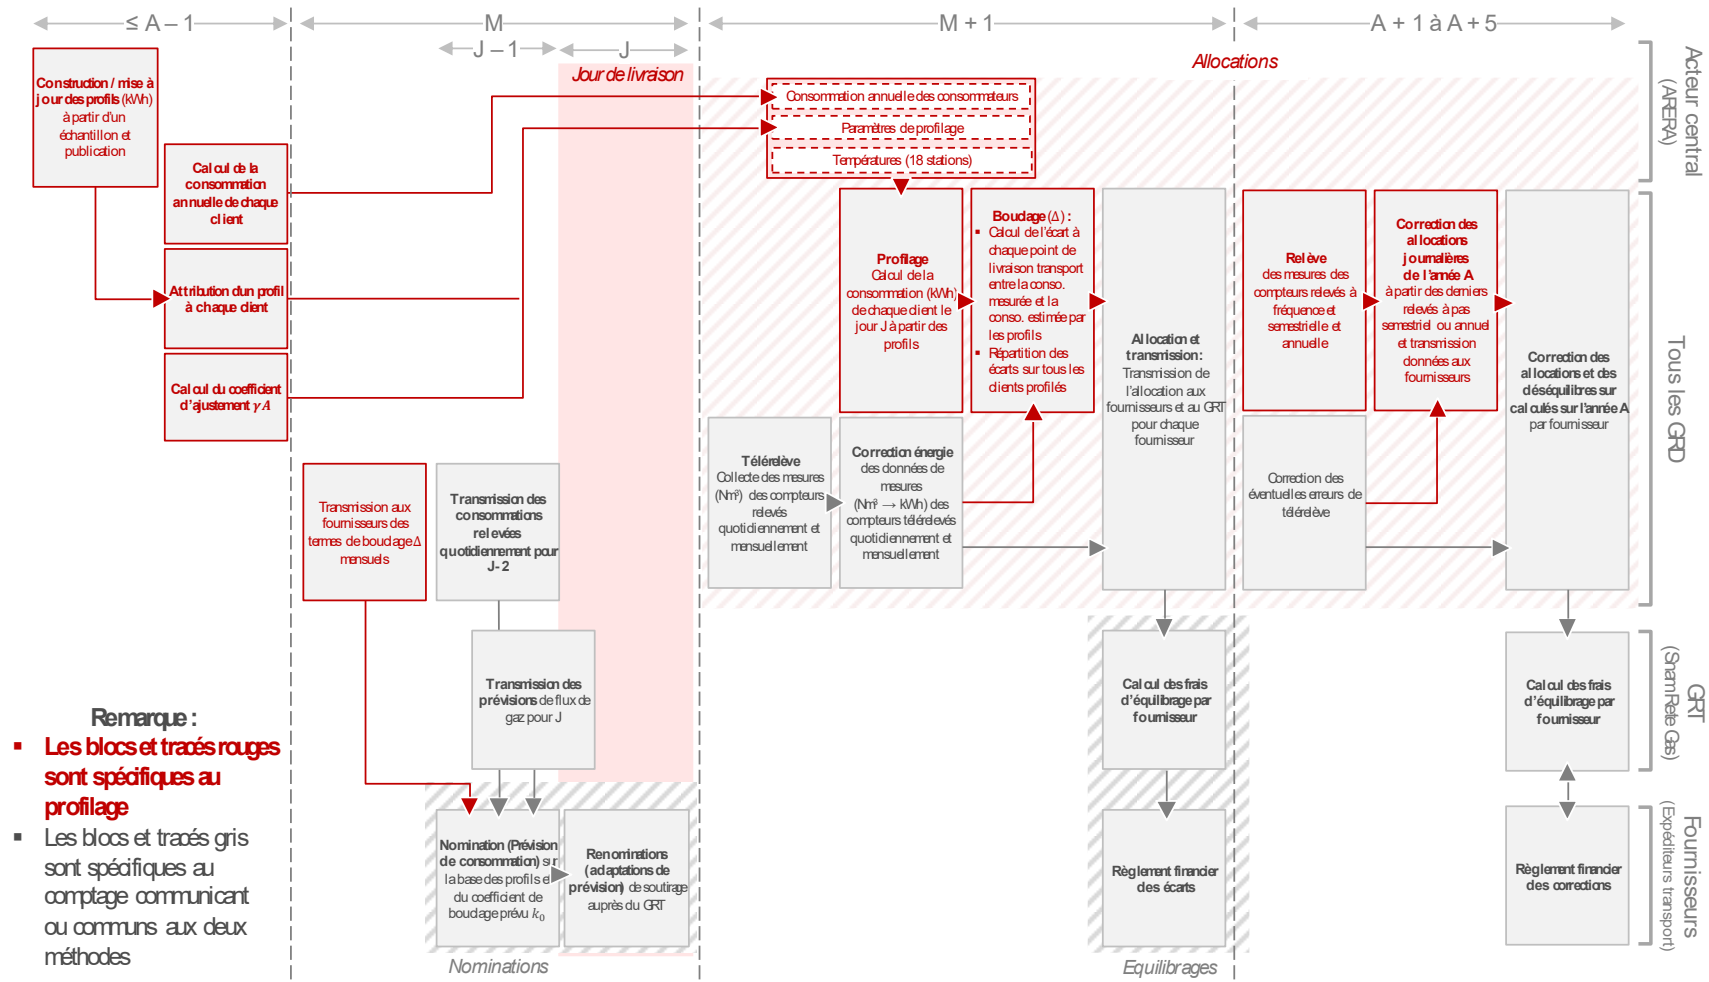 ≤ A – 1
M
M + 1
A + 1 à A + 5
J – 1
J
Jour de livraison
Allocations
Construction / mise à
jour des profils (kWh)
à partir d'un
échantillon et
publication
Calcul de la
consommation
annuelle de chaque
client
Attribution d'un profil
à chaque client
Calcul du coefficient
d'ajustement γA
Consommation annuelle des consommateurs
Paramètres de profilage
Températures (18 stations)
Profilage
Calcul de la
consommation (kWh)
de chaque client le
jour J à partir des
profils
Bouclage (Δ) :
▪ Calcul de l'écart à
chaque point de
livraison transport
entre la conso.
mesurée et la
conso. estimée par
les profils
▪ Répartition des
écarts sur tous les
clients profilés
Allocation et
transmission :
Transmission de
l'allocation aux
fournisseurs et au GRT
pour chaque
fournisseur
Relève
des mesures des
compteurs relevés à
fréquence et
semestrielle et
annuelle
Correction des
allocations
journalières
de l'année A
à partir des derniers
relevés à pas
semestriel ou annuel
et transmission
données aux
fournisseurs
Correction des
allocations et des
déséquilibres sur
calculés sur l'année A
par fournisseur
Télérelève
Collecte des mesures
(Nm³) des compteurs
relevés
quotidiennement et
mensuellement
Correction énergie
des données de
mesures
(Nm³ → kWh) des
compteurs télérelevés
quotidiennement et
mensuellement
Correction des
éventuelles erreurs de
télérelève
Transmission aux
fournisseurs des
termes de bouclage Δ
mensuels
Transmission des
consommations
relevées
quotidiennement pour
J- 2
Transmission des
prévisions de flux de
gaz pour J
Calcul des frais
d'équilibrage par
fournisseur
Calcul des frais
d'équilibrage par
fournisseur
Nomination (Prévision
de consommation) sur
la base des profils et
du coefficient de
bouclage prévu k₀
Renominations
(adaptations de
prévision) de soutirage
auprès du GRT
Règlement financier
des écarts
Règlement financier
des corrections
Nominations
Equilibrages
Acteur central
(ARERA)
Tous les GRD
GRT
(Snam Rete Gas)
Fournisseurs
(Expéditeurs transport)
Remarque :
▪ Les blocs et tracés rouges
sont spécifiques au
profilage
▪ Les blocs et tracés gris
sont spécifiques au
comptage communicant
ou communs aux deux
méthodes